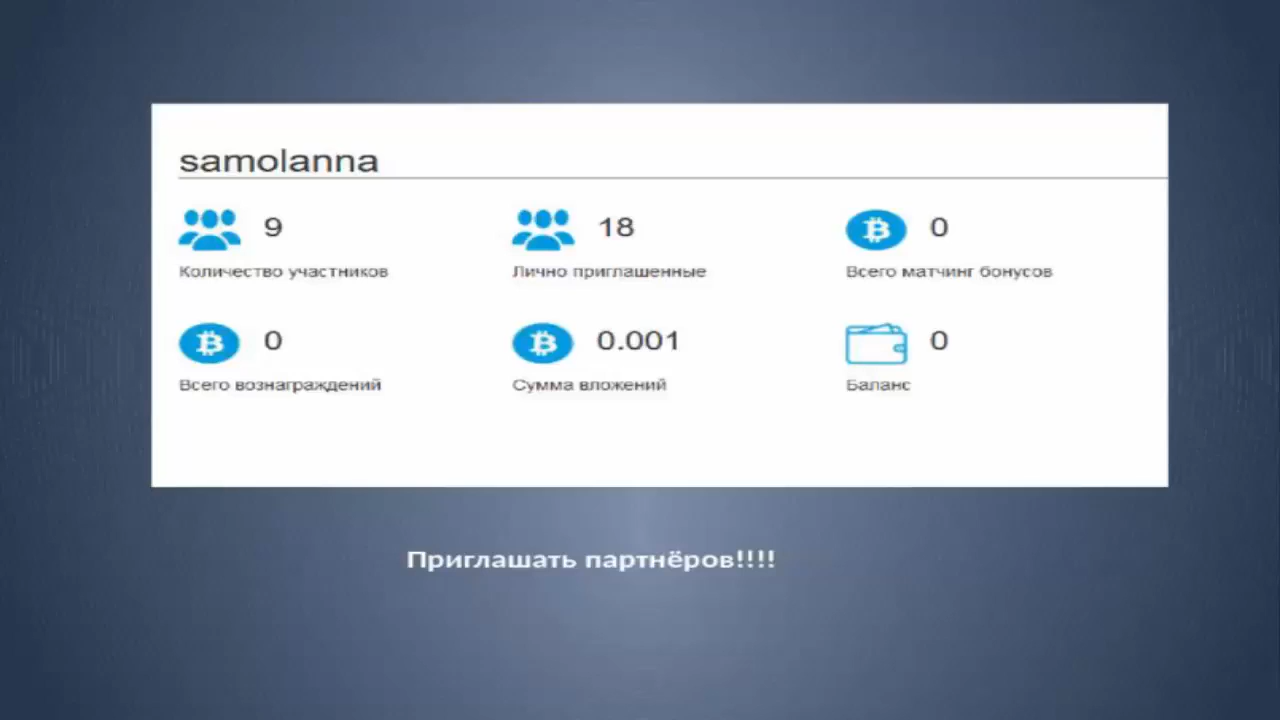 samolanna
9
18
0
Количество участников
Лично приглашенные
Всего матчинг бонусов
0
0.001
0
Всего вознаграждений
Сумма вложений
Баланс
Приглашать партнёров!!!!